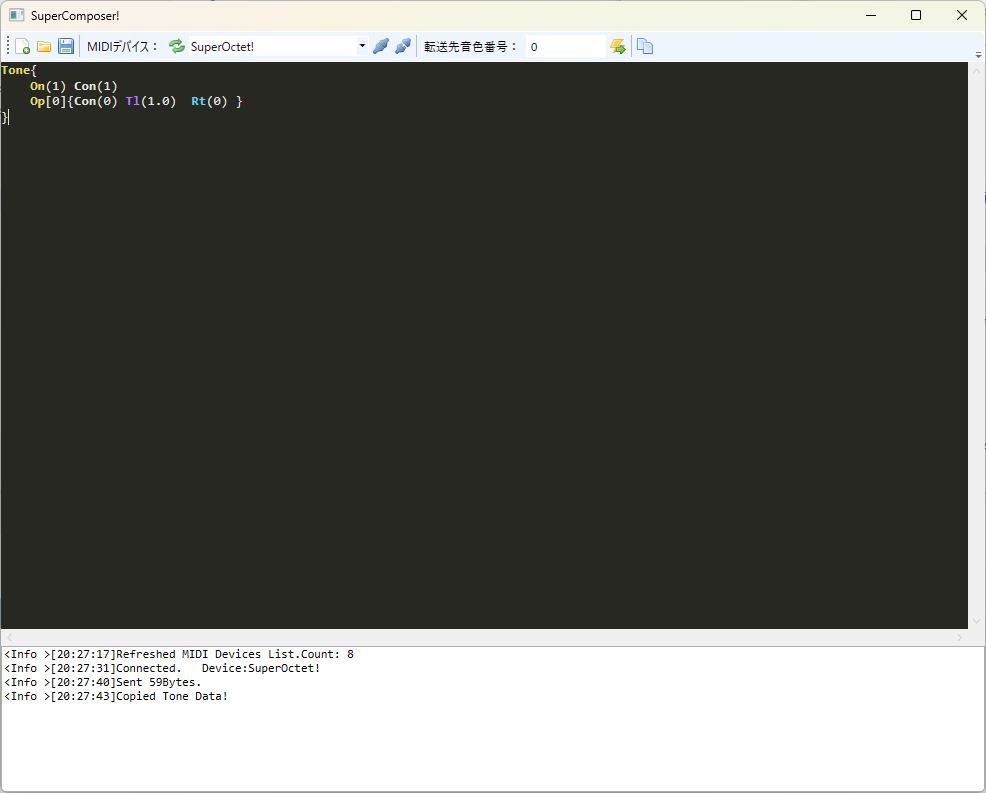 SuperComposer!
MIDIデバイス： SuperOctet! 転送先音色番号： 0
Tone{
    On(1) Con(1)
    Op[0]{Con(0) Tl(1.0)  Rt(0) }
}
<Info >[20:27:17]Refreshed MIDI Devices List.Count: 8
<Info >[20:27:31]Connected.   Device:SuperOctet!
<Info >[20:27:40]Sent 59Bytes.
<Info >[20:27:43]Copied Tone Data!